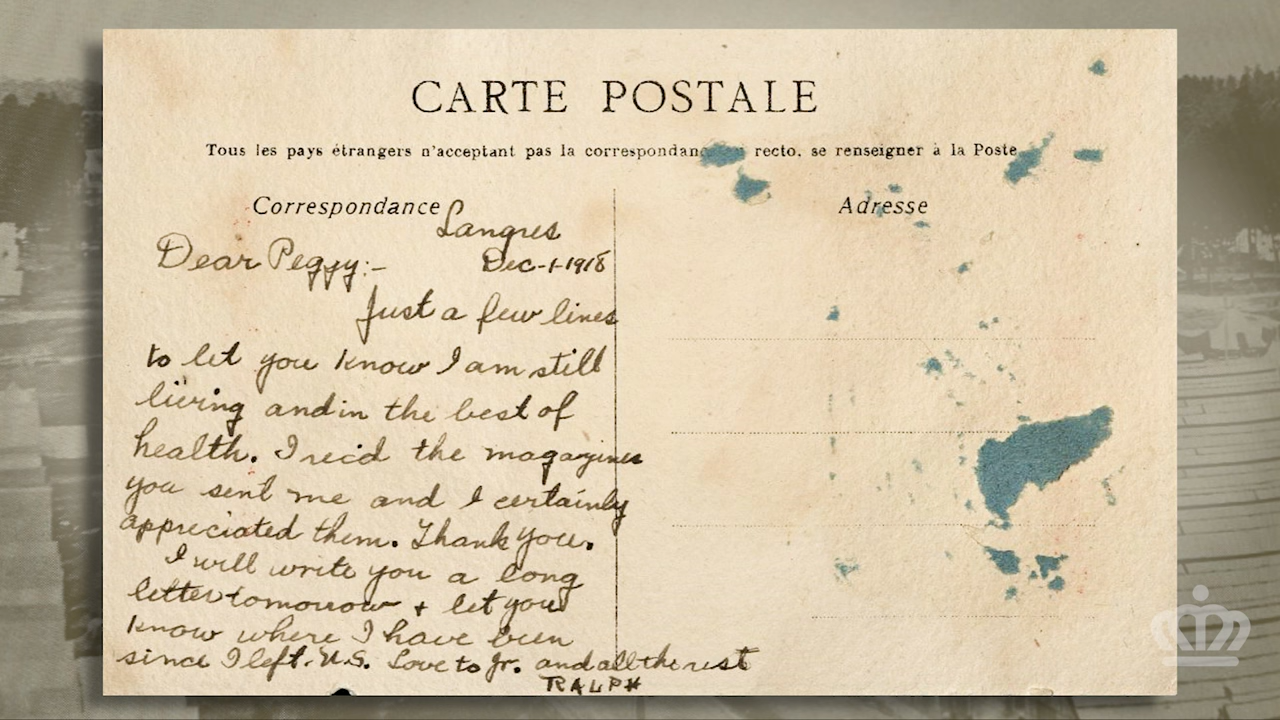 CARTE POSTALE
Tous les pays étrangers n'acceptant pas la correspondan recto, se renseigner à la Poste
Correspondance
Adresse
Langres
Dear Peggy:-
Dec-1-1918
Just a few lines
to let you know I am still
living and in the best of
health. I rec'd the magazines
you sent me and I certainly
appreciated them. Thank you.
I will write you a long
letter tomorrow + let you
know where I have been
since I left U.S. Love to Jr. and all the rest
RALPH